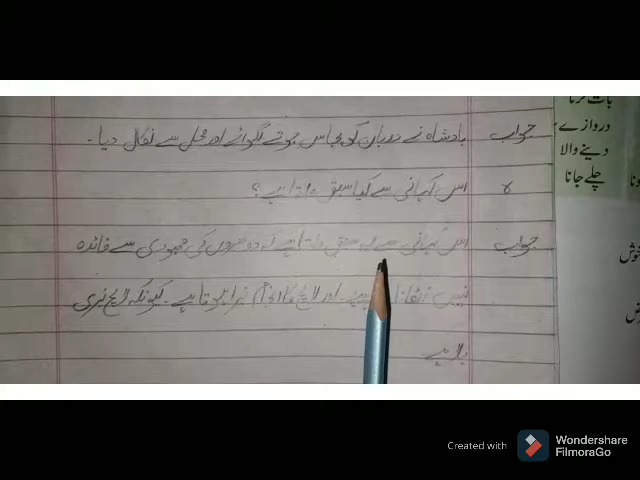 جواب بادشاہ نے دربان کو پچاس جوتے لگوائے اور محل سے نکال دیا۔
اس کہانی سے کیا سبق ملتا ہے؟
جواب اس کہانی سے یہ سبق ملتا ہے کہ دوسروں کی مجبوری سے فائدہ
نہیں اٹھانا چاہیے اور لالچ کا انجام برا ہوتا ہے۔ کیونکہ لالچ بری
بلا ہے
بات کرنا
دروازے
دینے والا
چلے جانا
خوش
Created with
Wondershare
FilmoraGo